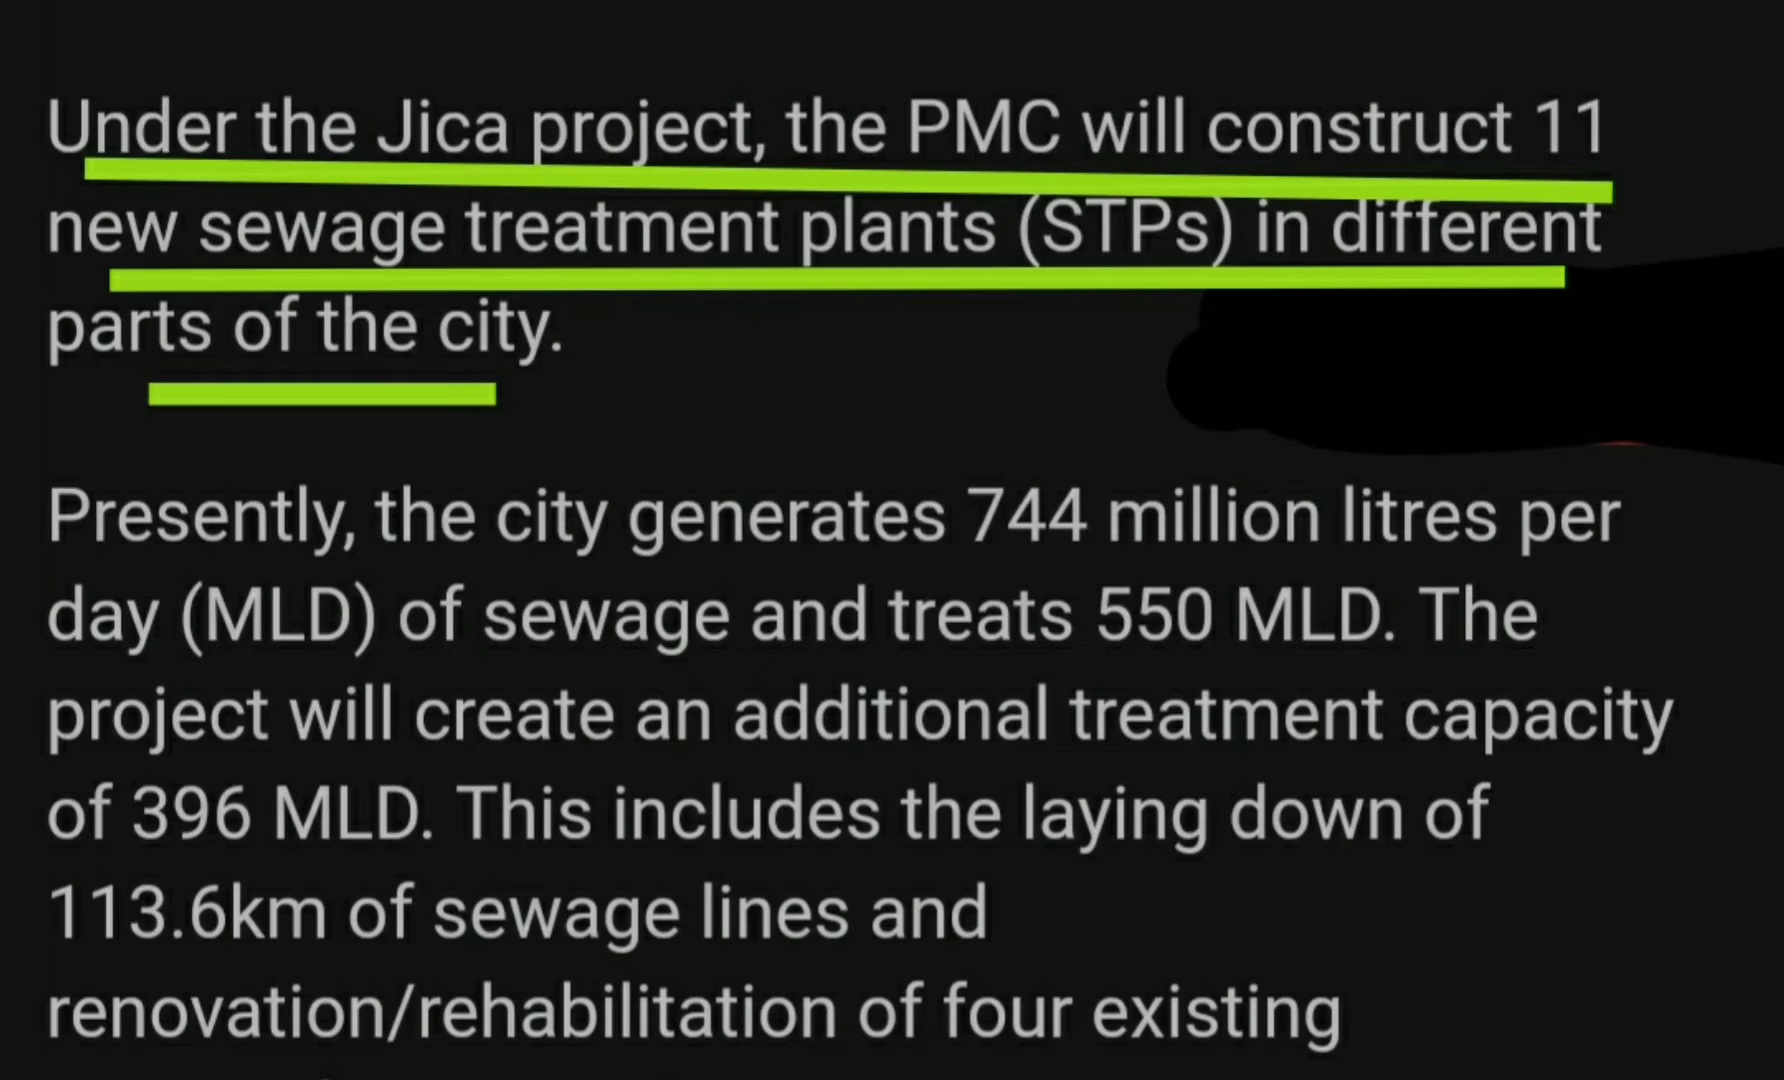 Under the Jica project, the PMC will construct 11
new sewage treatment plants (STPs) in different
parts of the city.
Presently, the city generates 744 million litres per
day (MLD) of sewage and treats 550 MLD. The
project will create an additional treatment capacity
of 396 MLD. This includes the laying down of
113.6km of sewage lines and
renovation/rehabilitation of four existing